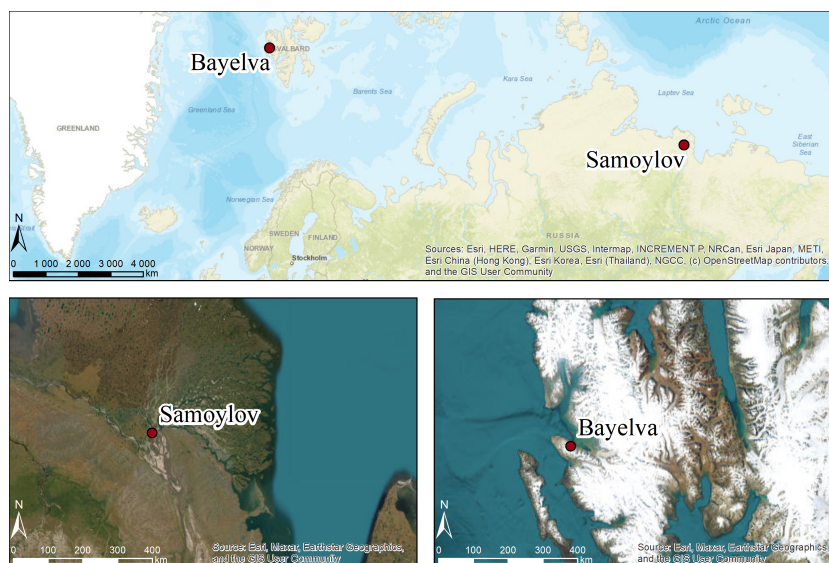 Arctic Ocean
VALBARD
Bayelva
Kara Sea
Barents Sea
Laptev Sea
Greenland Sea
GREENLAND
East
Siberian
Sea
Samoylov
Norwegian Sea
N
SWEDEN
FINLAND
RUSSIA
NORWAY
Stockholm
Sources: Esri, HERE, Garmin, USGS, Intermap, INCREMENT P, NRCan, Esri Japan, METI,
Esri China (Hong Kong), Esri Korea, Esri (Thailand), NGCC, (c) OpenStreetMap contributors,
and the GIS User Community
0 1 000 2 000 3 000 4 000
km
Samoylov
N
0 100 200 300 400
km
Source: Esri, Maxar, Earthstar Geographics,
and the GIS User Community
Bayelva
N
0 100 200 300 400
km
Source: Esri, Maxar, Earthstar Geographics
and the GIS User Community